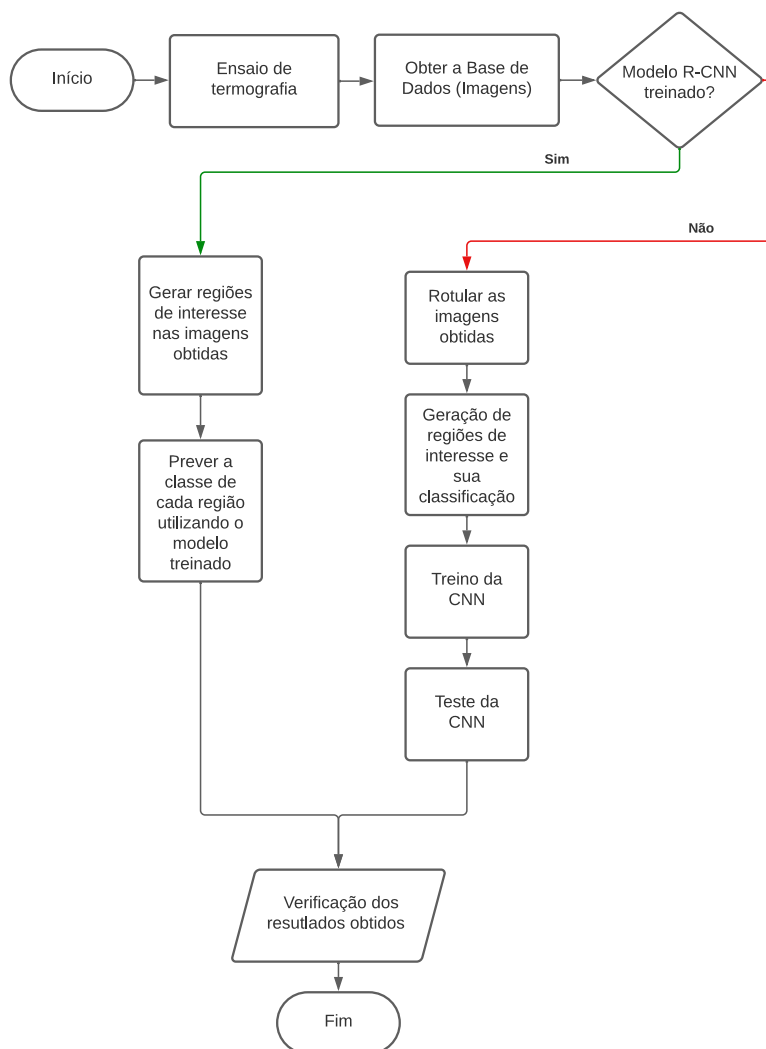 Início
Ensaio de
termografia
Obter a Base de
Dados (Imagens)
Modelo R-CNN
treinado?
Sim
Não
Gerar regiões
de interesse
nas imagens
obtidas
Prever a
classe de
cada região
utilizando o
modelo
treinado
Rotular as
imagens
obtidas
Geração de
regiões de
interesse e
sua
classificação
Treino da
CNN
Teste da
CNN
Verificação dos
resutlados obtidos
Fim